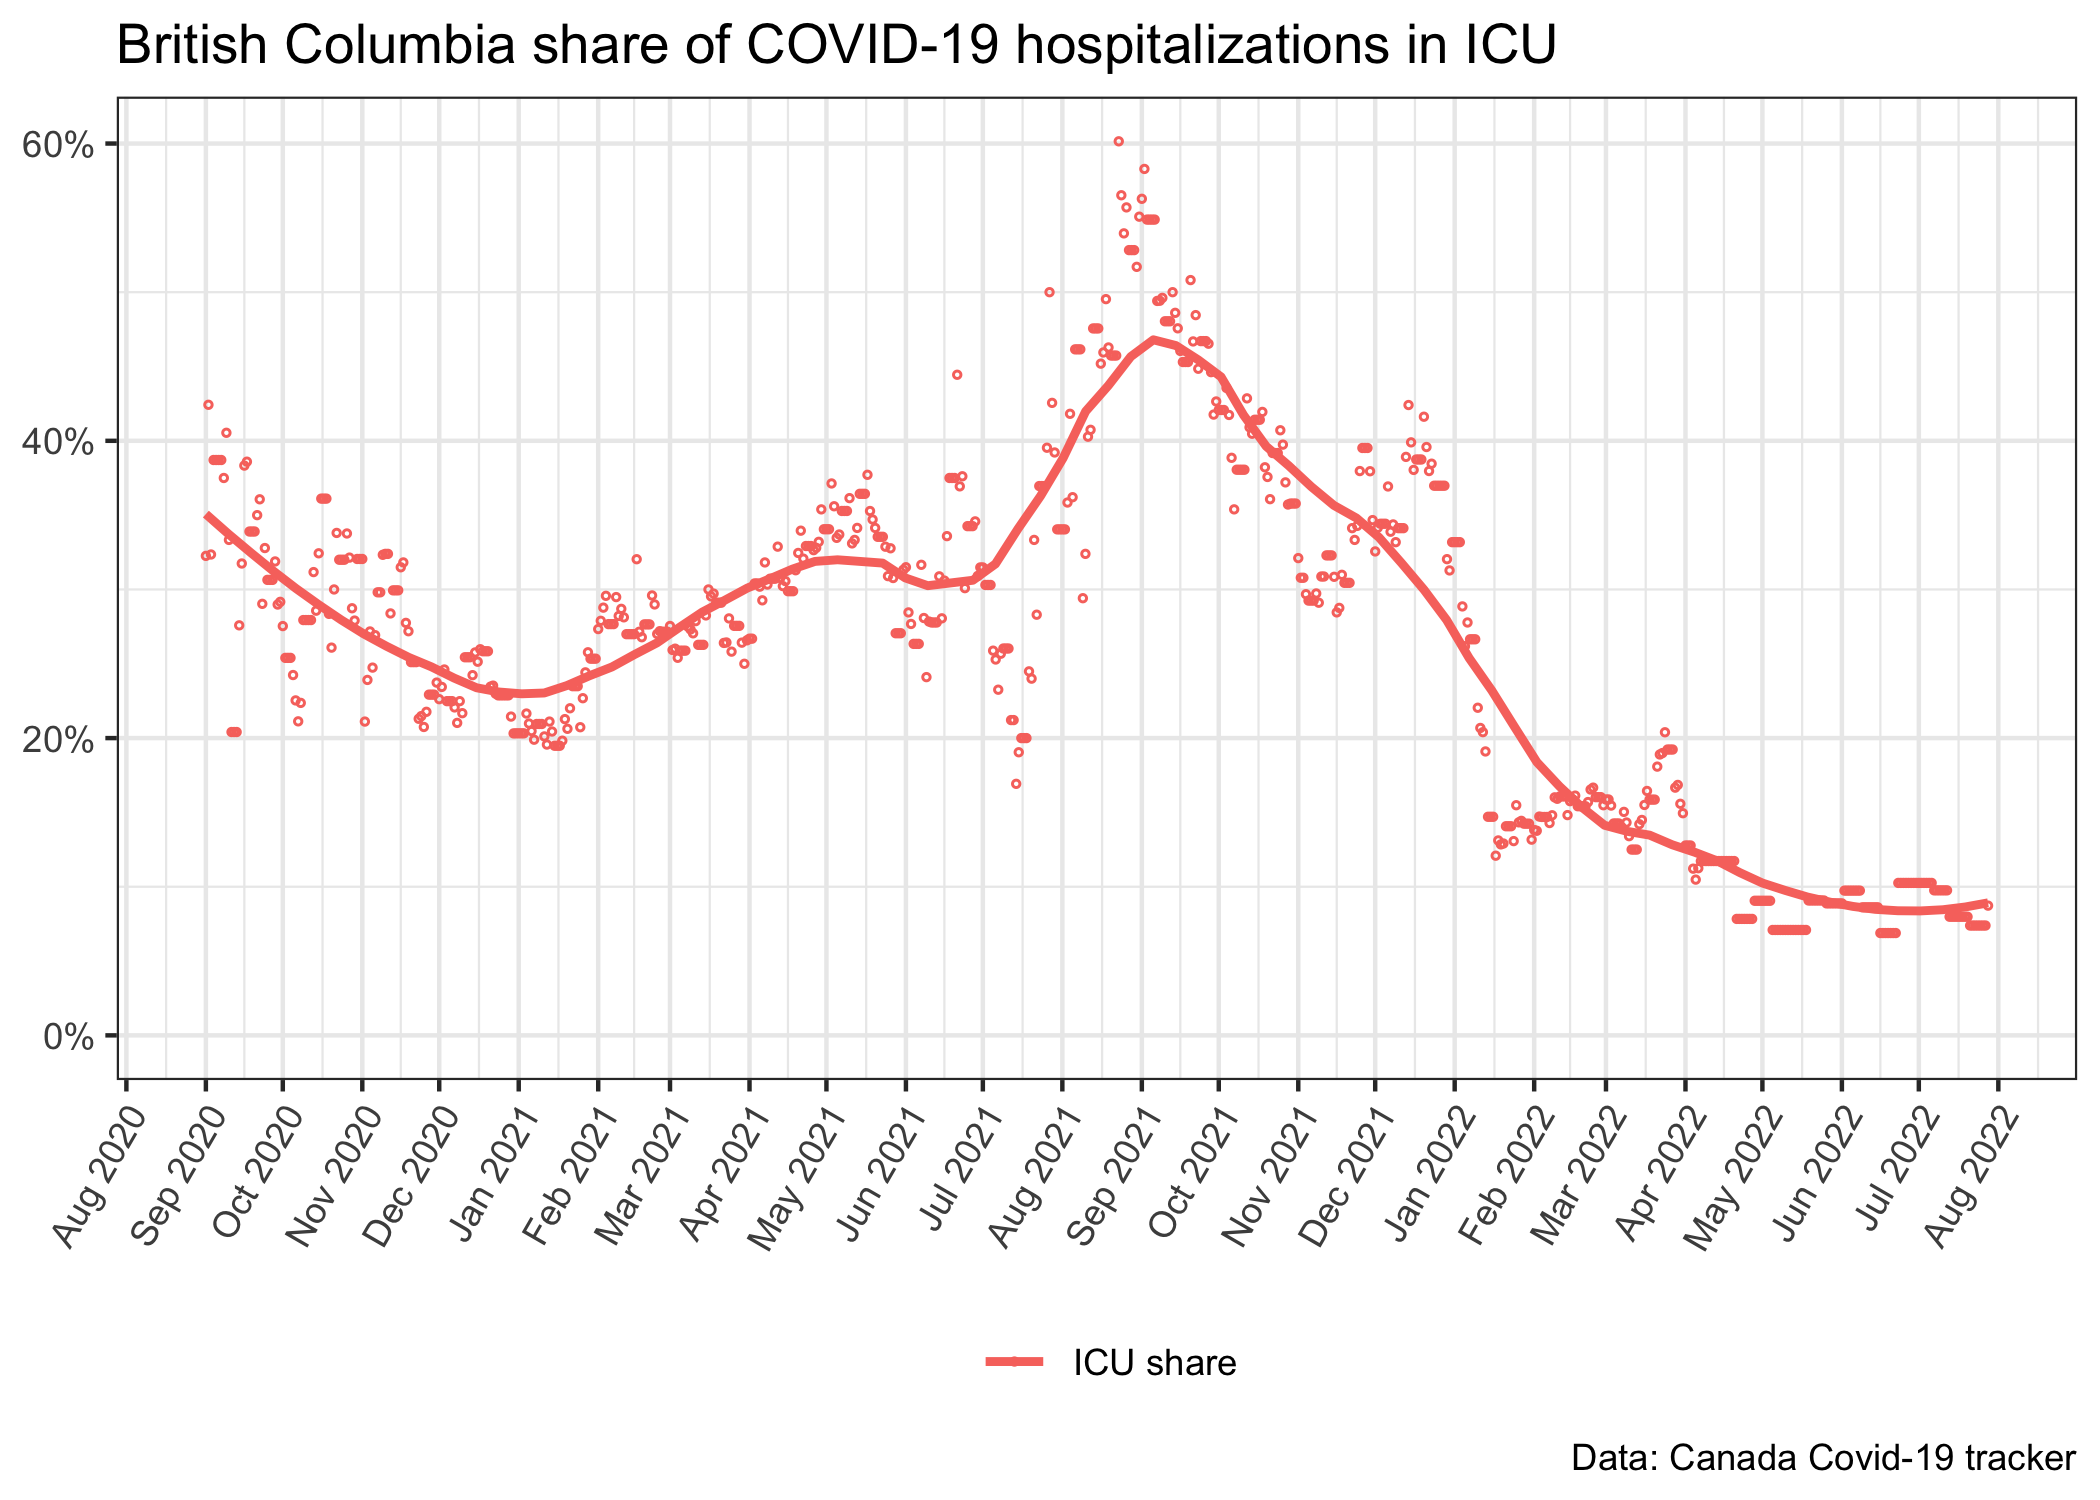 British Columbia share of COVID-19 hospitalizations in ICU
60%
40%
20%
0%
Aug 2020
Sep 2020
Oct 2020
Nov 2020
Dec 2020
Jan 2021
Feb 2021
Mar 2021
Apr 2021
May 2021
Jun 2021
Jul 2021
Aug 2021
Sep 2021
Oct 2021
Nov 2021
Dec 2021
Jan 2022
Feb 2022
Mar 2022
Apr 2022
May 2022
Jun 2022
Jul 2022
Aug 2022
ICU share
Data: Canada Covid-19 tracker